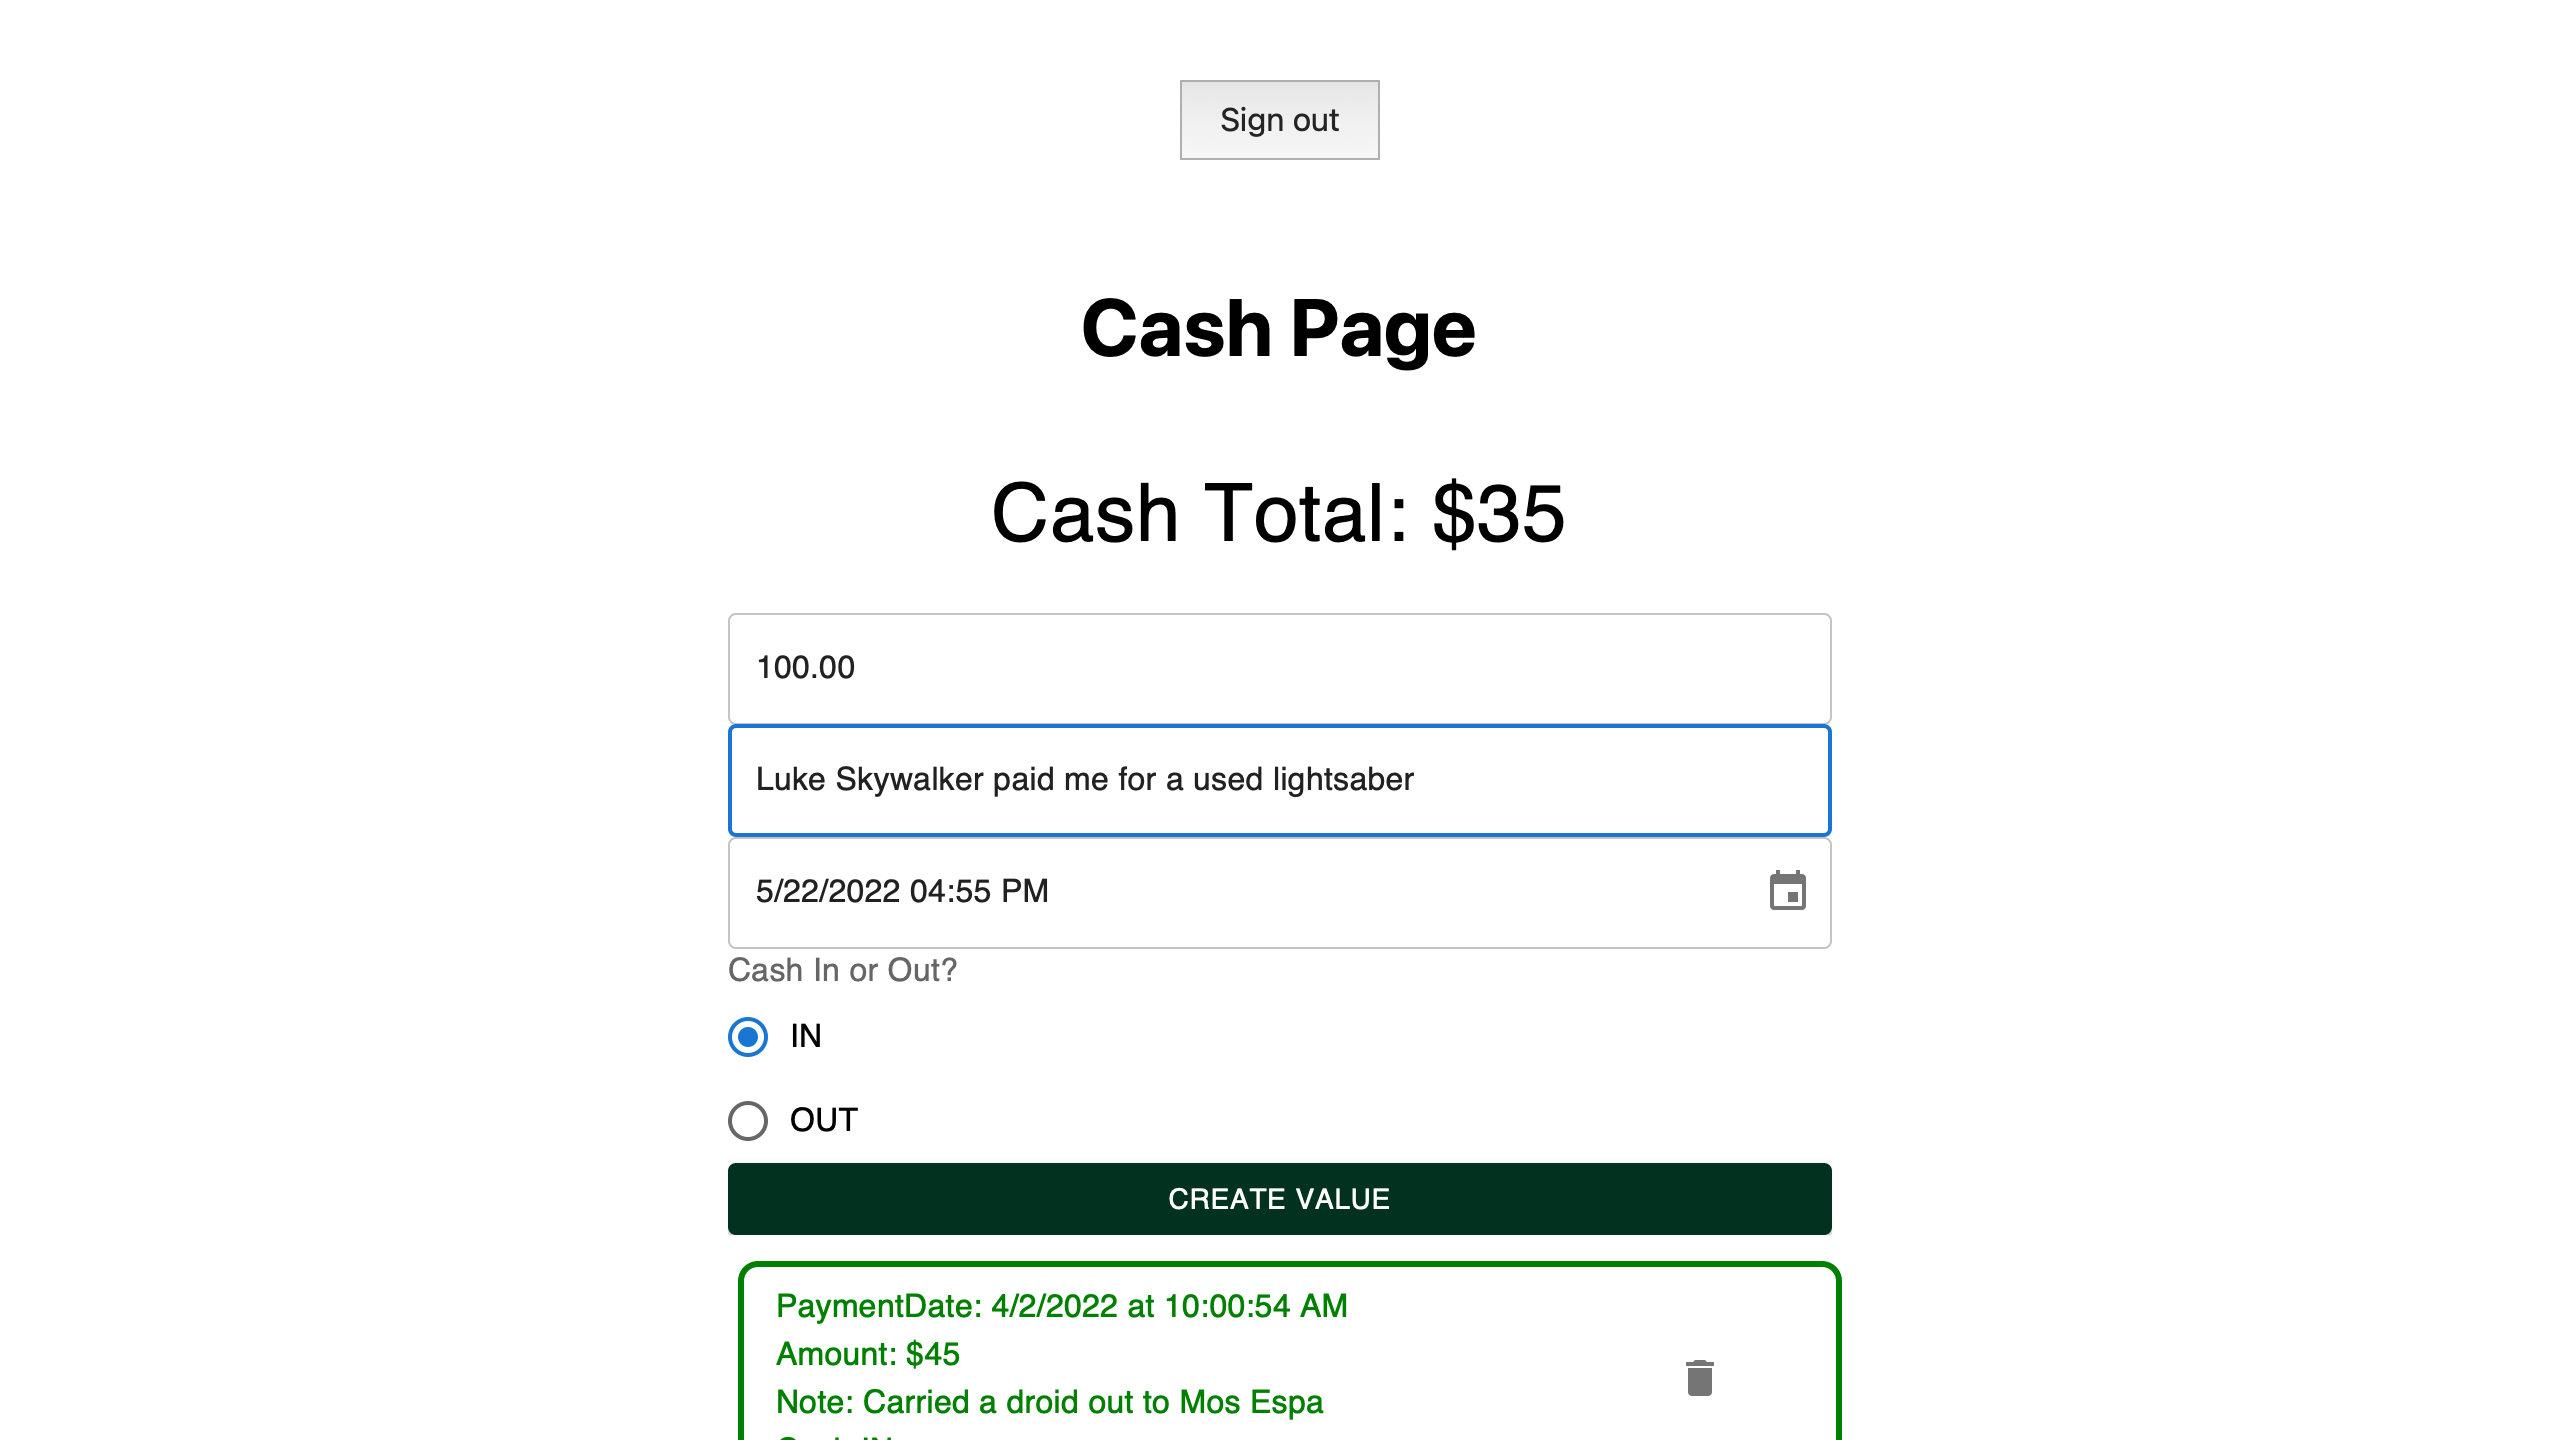 Sign out
Cash Page
Cash Total: $35
100.00
Luke Skywalker paid me for a used lightsaber
5/22/2022 04:55 PM
Cash In or Out?
IN
OUT
CREATE VALUE
PaymentDate: 4/2/2022 at 10:00:54 AM
Amount: $45
Note: Carried a droid out to Mos Espa